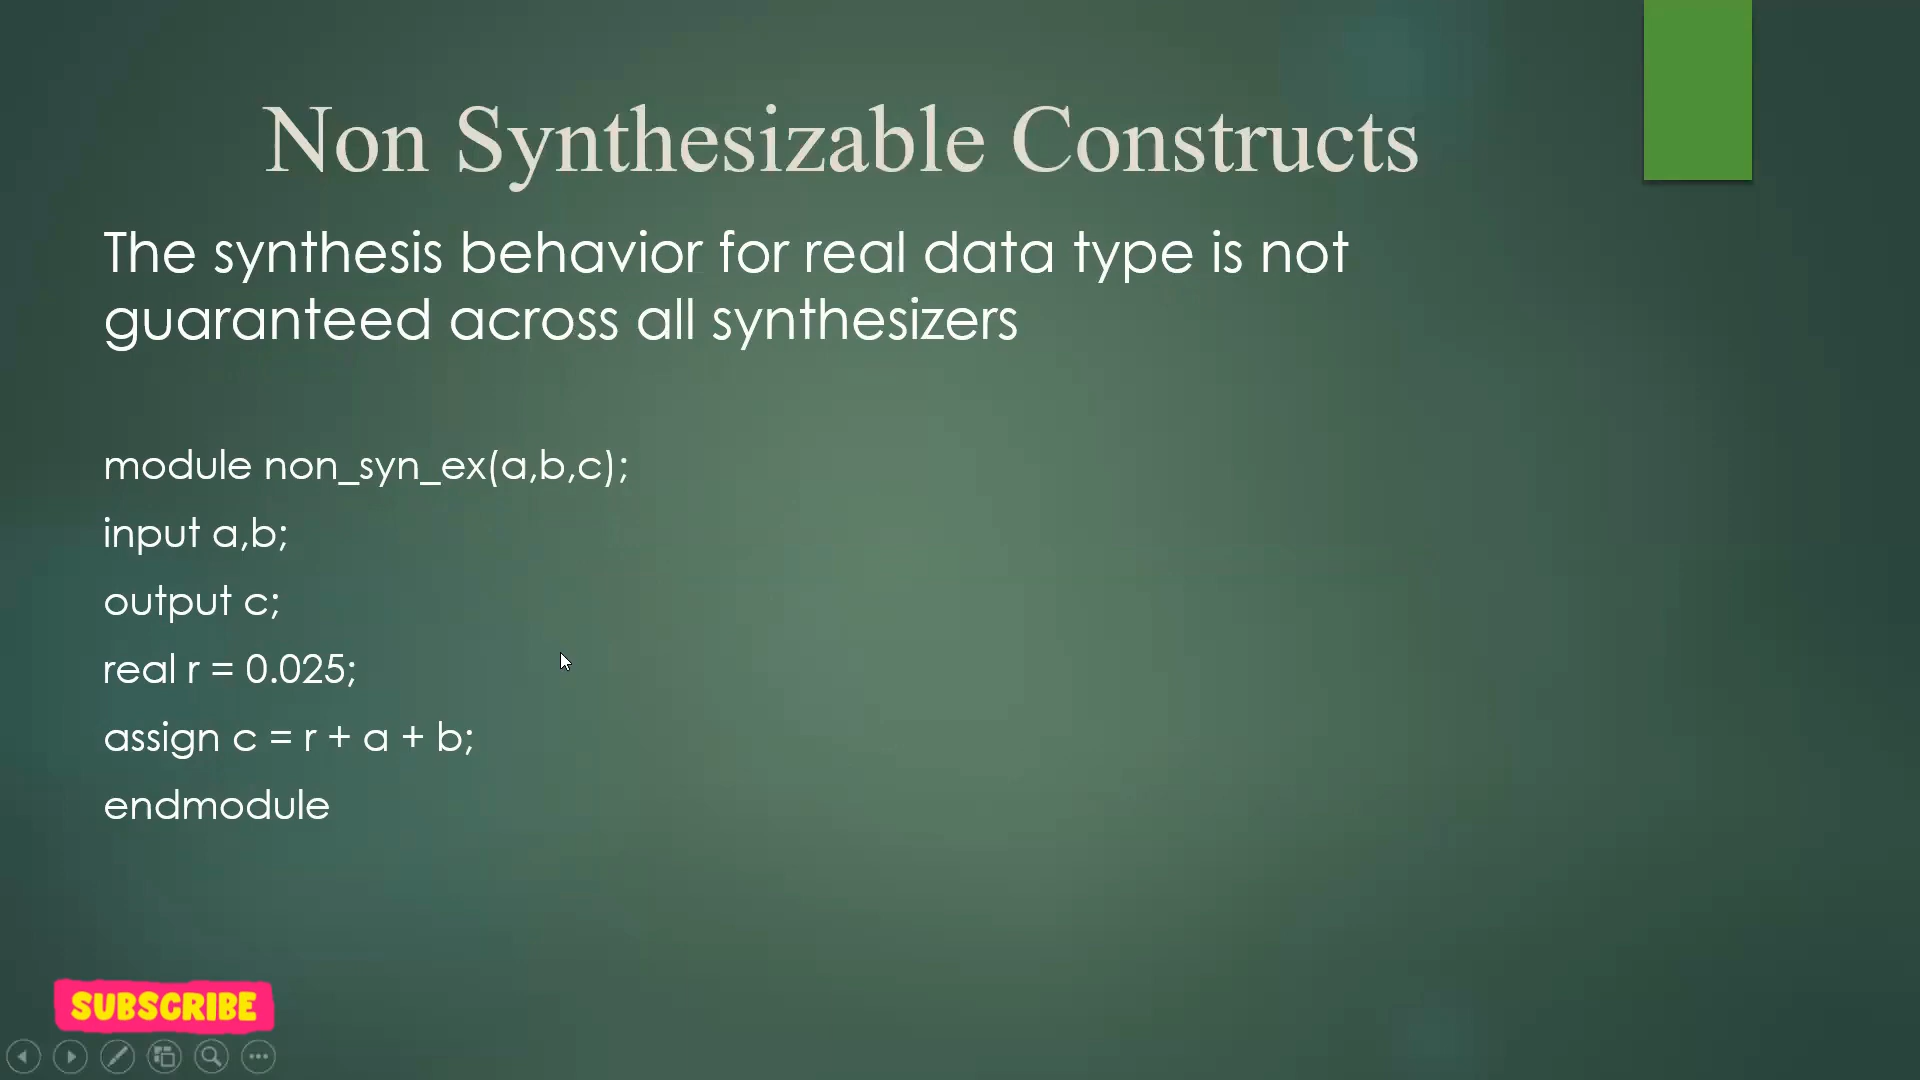 Non Synthesizable Constructs
The synthesis behavior for real data type is not
guaranteed across all synthesizers
module non_syn_ex(a,b,c);
input a,b;
output c;
real r = 0.025;
assign c = r + a + b;
endmodule
SUBSCRIBE